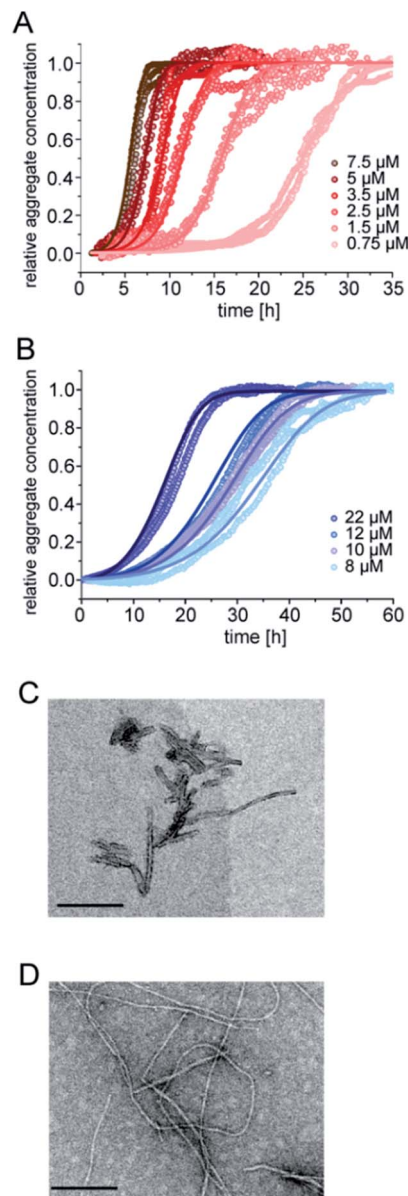 A
relative aggregate concentration
1.0
0.8
0.6
0.4
0.2
0.0
7.5 µM
5 µM
3.5 µM
2.5 µM
1.5 µM
0.75 µM
5 10 15 20 25 30 35
time [h]
B
relative aggregate concentration
1.0
0.8
0.6
0.4
0.2
0.0
22 µM
12 µM
10 µM
8 µM
0 10 20 30 40 50 60
time [h]
C
D